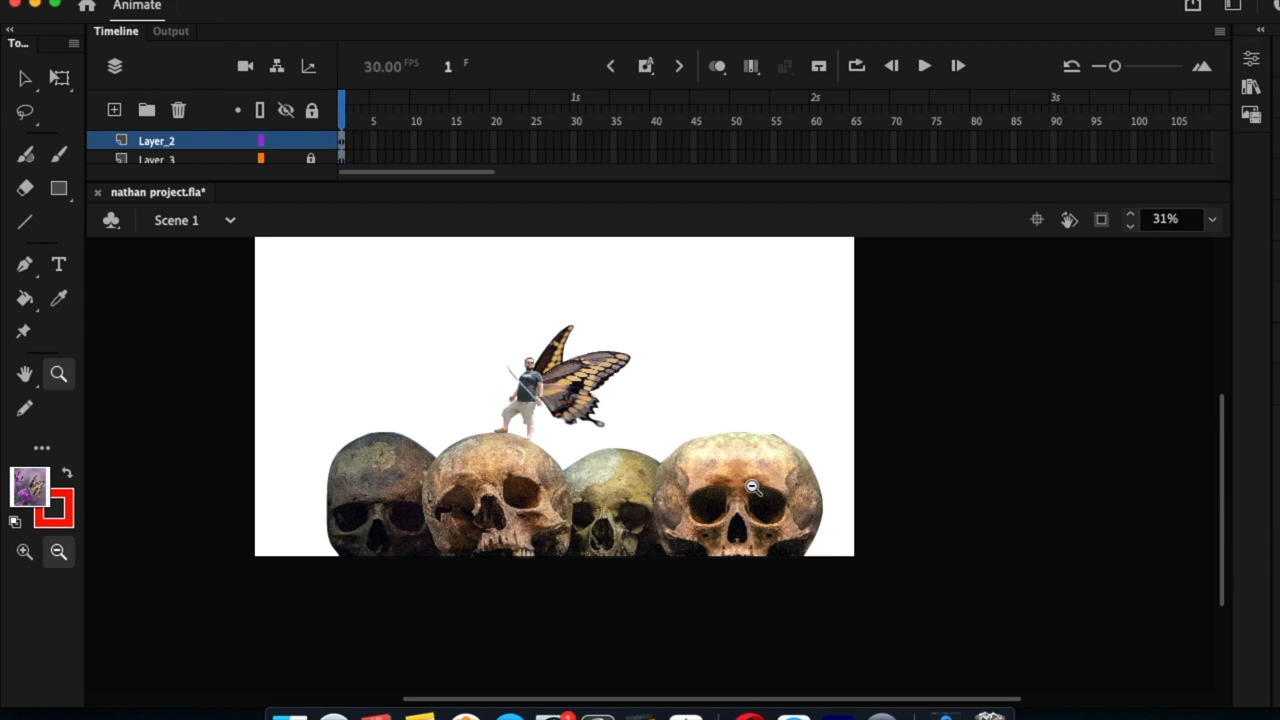 Animate
Timeline Output
To...
30.00 FPS 1 F
1s 2s 3s
5 10 15 20 25 30 35 40 45 50 55 60 65 70 75 80 85 90 95 100 105
Layer_2
Layer_3
× nathan project.fla*
Scene 1
31%
T
1